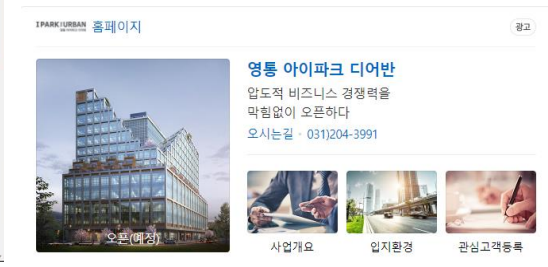 I PARK THE URBAN 홈페이지
광고
영통 아이파크 디어반
압도적 비즈니스 경쟁력을
막힘없이 오픈하다
오시는길 · 031)204-3991
오픈(예정)
사업개요
입지환경
관심고객등록